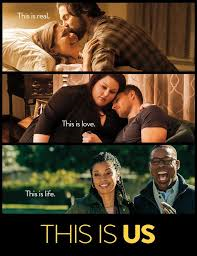 This is real.
This is love.
This is life.
THIS IS US